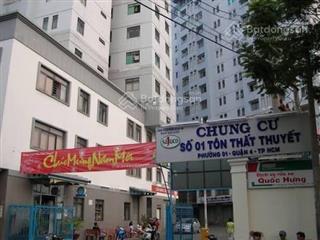 Batdongsan
Chúc Mừng Năm Mới
CHUNG CƯ
SỐ 01 TÔN THẤT THUYẾT
PHƯỜNG 01 - QUẬN 4 - TP HCM
Quốc Hưng